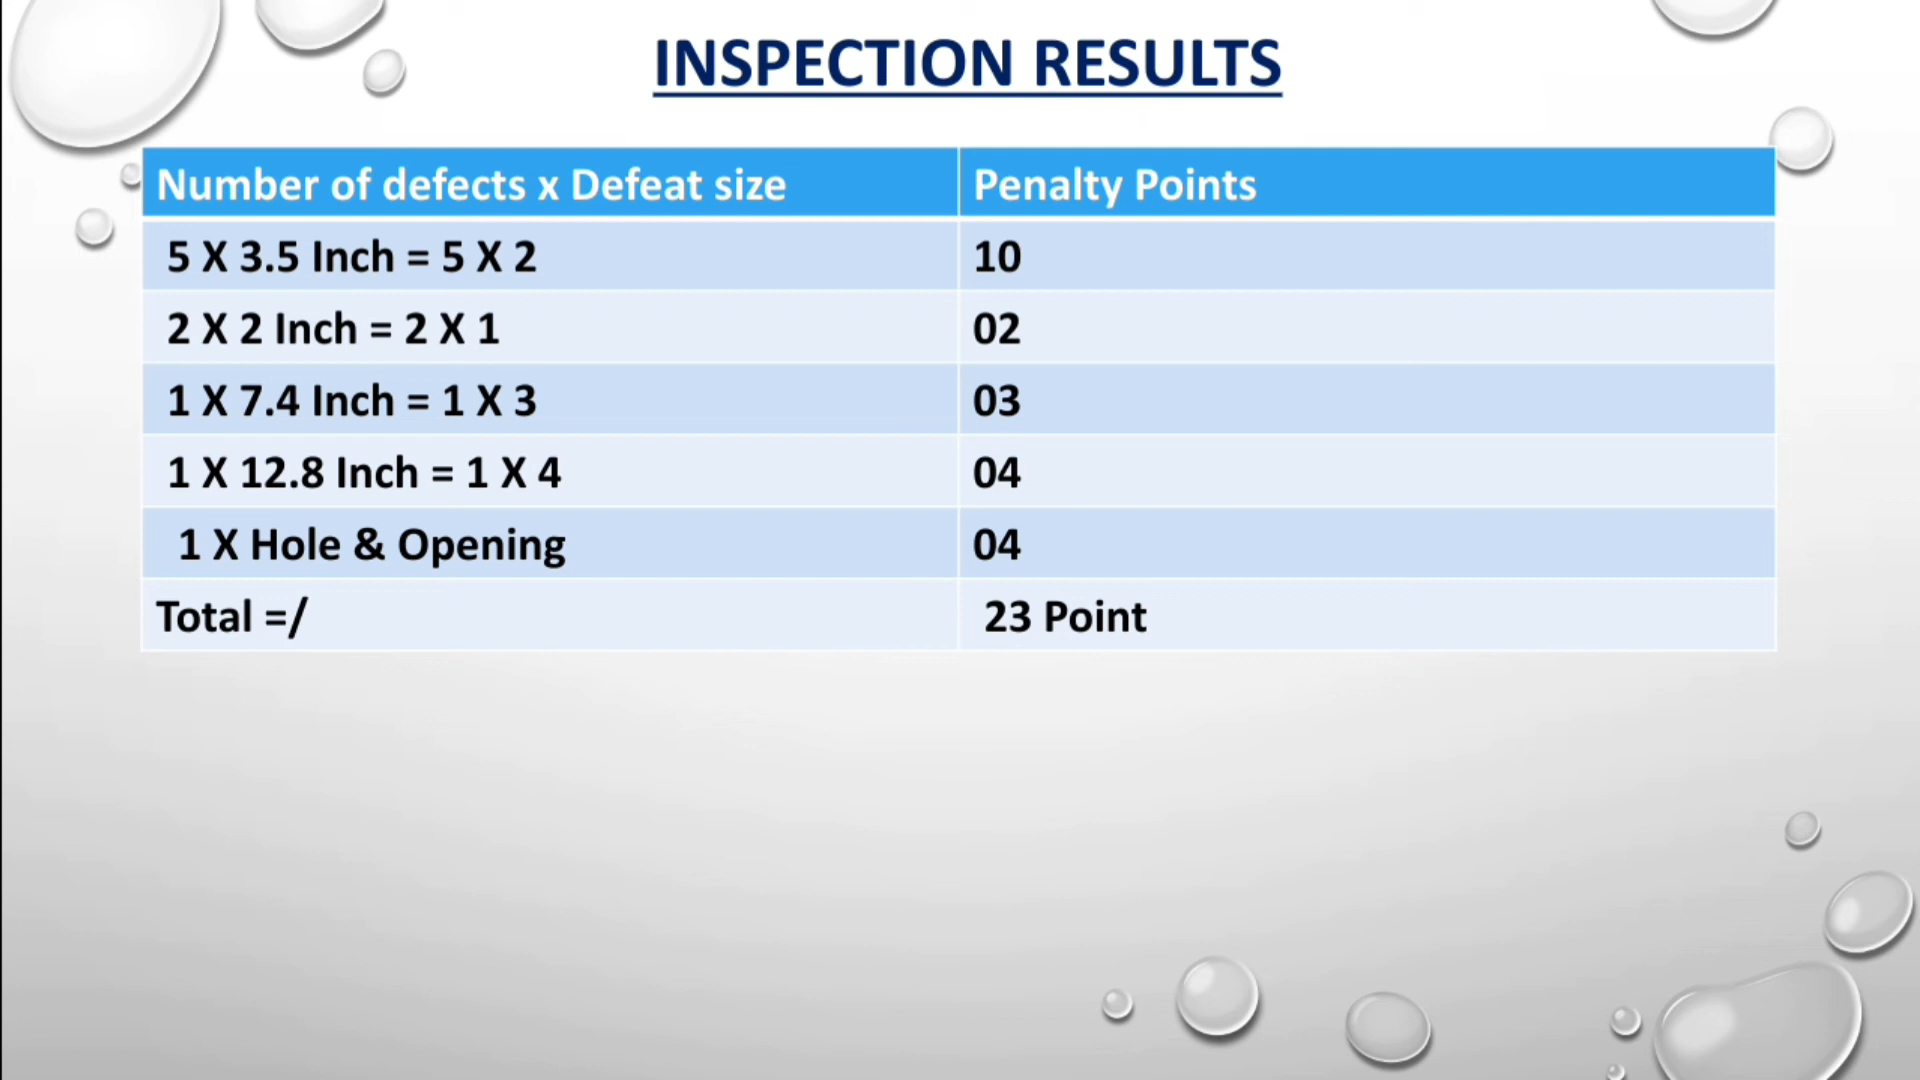 INSPECTION RESULTS
Number of defects x Defeat size Penalty Points
5 X 3.5 Inch = 5 X 2 10
2 X 2 Inch = 2 X 1 02
1 X 7.4 Inch = 1 X 3 03
1 X 12.8 Inch = 1 X 4 04
1 X Hole & Opening 04
Total =/ 23 Point